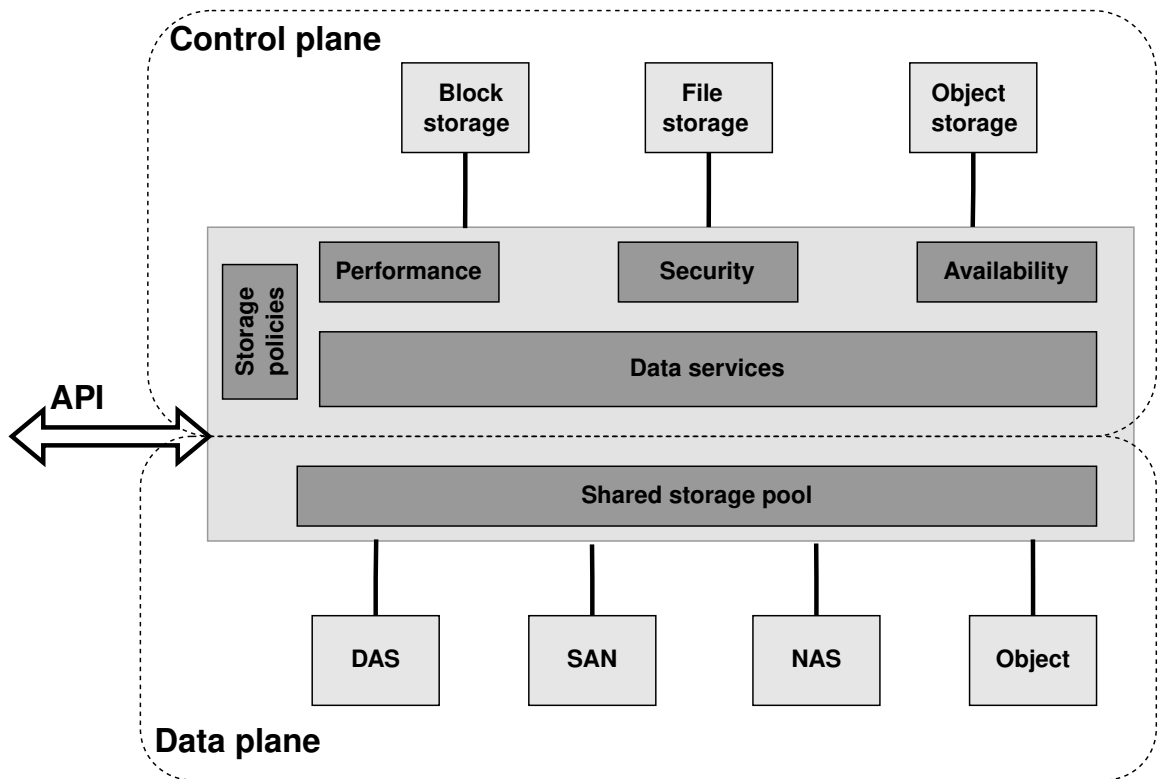 Control plane
Block
storage
File
storage
Object
storage
Performance
Security
Availability
Storage
policies
Data services
API
Shared storage pool
DAS
SAN
NAS
Object
Data plane